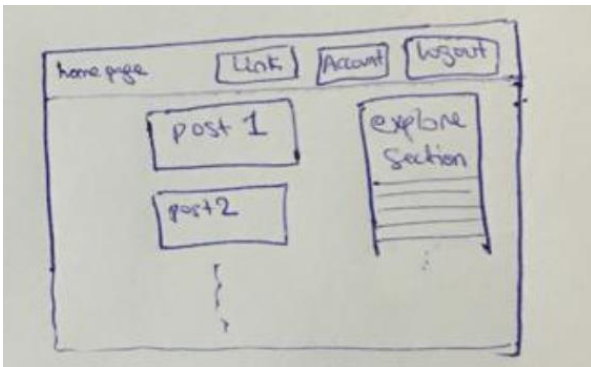 home page
Link
Account
Logout
post 1
explore
section
post2